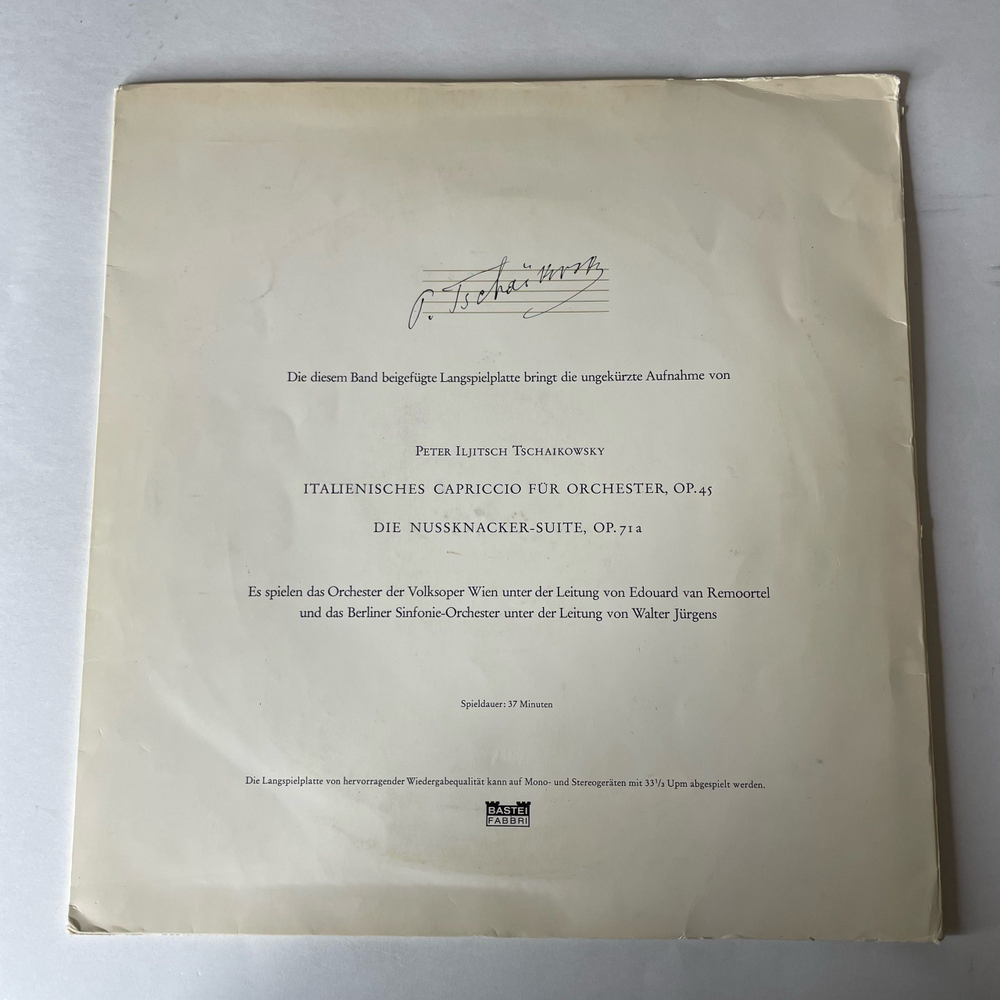 P. Tschaïkovsky
Die diesem Band beigefügte Langspielplatte bringt die ungekürzte Aufnahme von
PETER ILJITSCH TSCHAIKOWSKY
ITALIENISCHES CAPRICCIO FÜR ORCHESTER, OP. 45
DIE NUSSKNACKER-SUITE, OP. 71a
Es spielen das Orchester der Volksoper Wien unter der Leitung von Edouard van Remoortel
und das Berliner Sinfonie-Orchester unter der Leitung von Walter Jürgens
Spieldauer: 37 Minuten
Die Langspielplatte von hervorragender Wiedergabequalität kann auf Mono- und Stereogeräten mit 33⅓ Upm abgespielt werden.
BASTEI
FABBRI